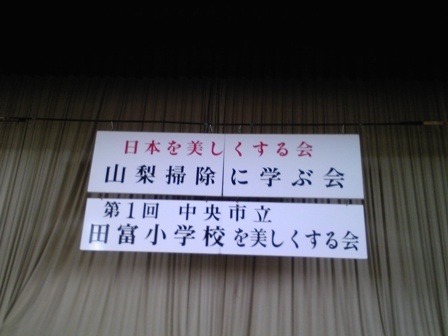 日本を美しくする会
山梨掃除に学ぶ会
第1回 中央市立
田富小学校を美しくする会